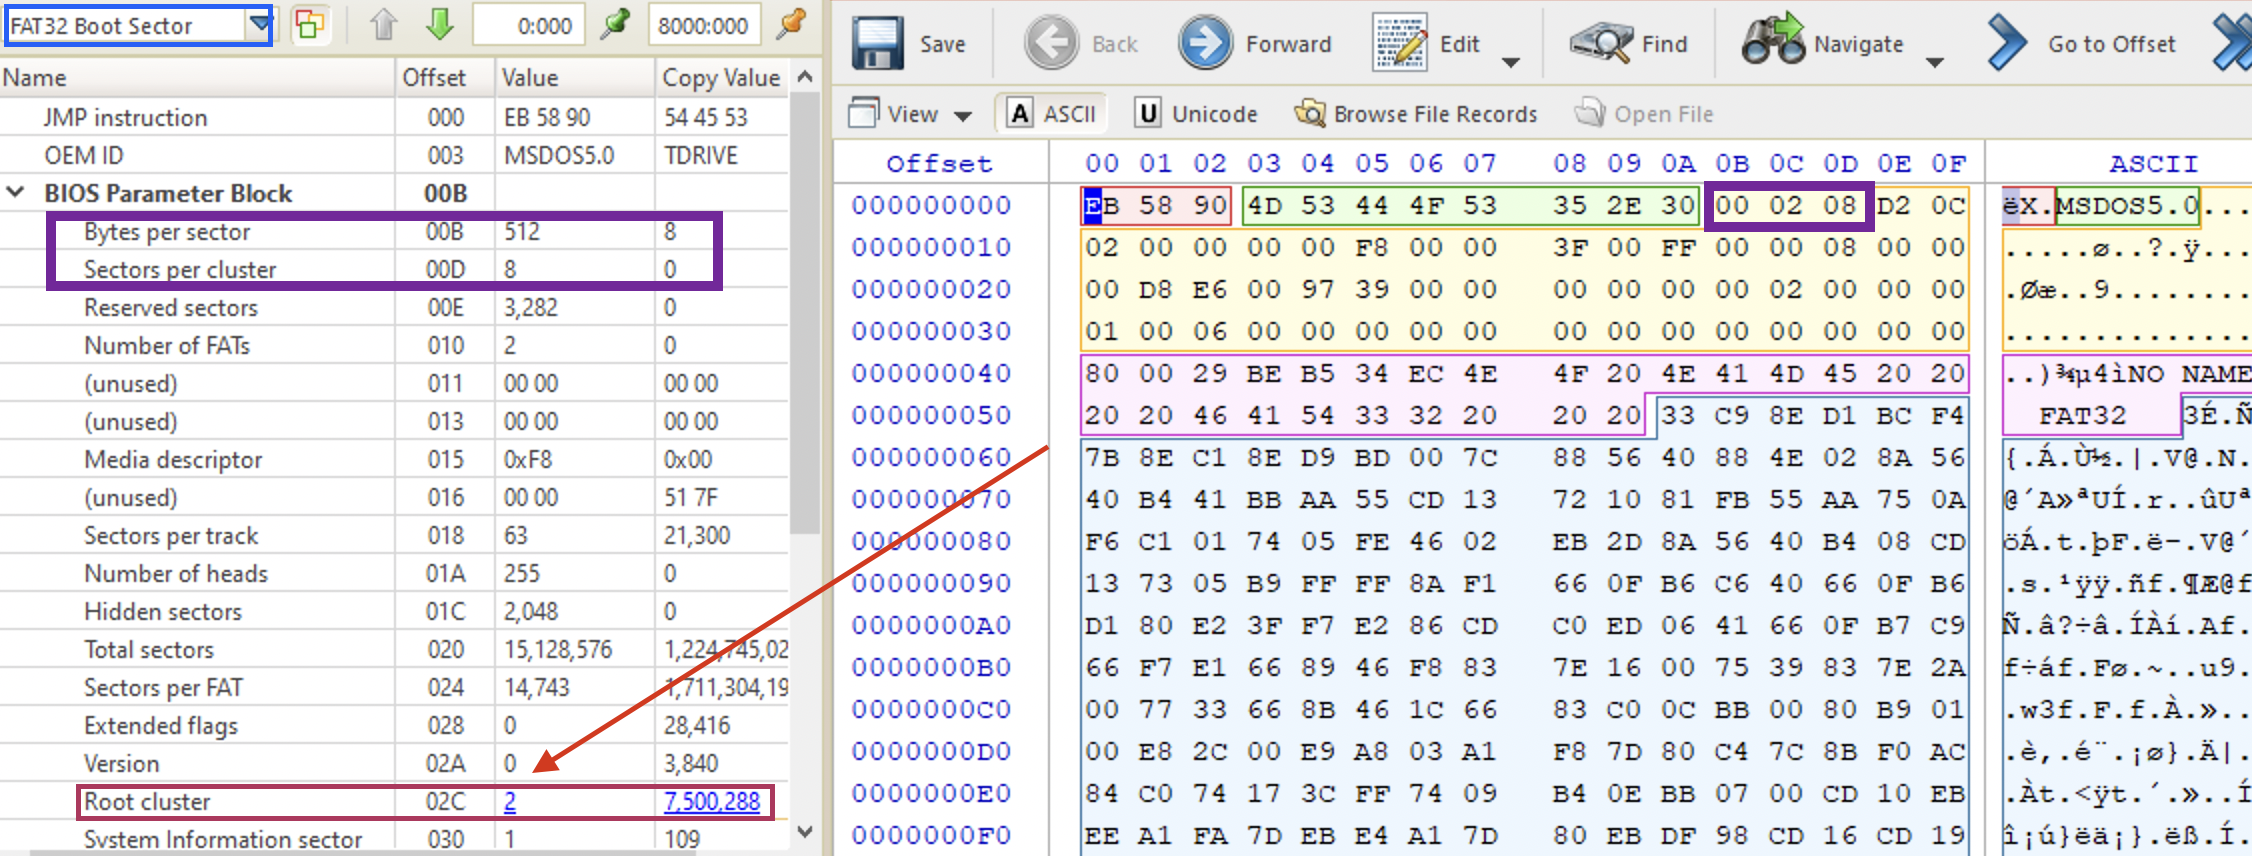 FAT32 Boot Sector 0:000 8000:000
Name Offset Value Copy Value
JMP instruction 000 EB 58 90 54 45 53
OEM ID 003 MSDOS5.0 TDRIVE
BIOS Parameter Block 00B
Bytes per sector 00B 512 8
Sectors per cluster 00D 8 0
Reserved sectors 00E 3,282 0
Number of FATs 010 2 0
(unused) 011 00 00 00 00
(unused) 013 00 00 00 00
Media descriptor 015 0xF8 0x00
(unused) 016 00 00 51 7F
Sectors per track 018 63 21,300
Number of heads 01A 255 0
Hidden sectors 01C 2,048 0
Total sectors 020 15,128,576 1,224,745,02
Sectors per FAT 024 14,743 1,711,304,19
Extended flags 028 0 28,416
Version 02A 0 3,840
Root cluster 02C 2 7,500,288
System Information sector 030 1 109
Save Back Forward Edit Find Navigate Go to Offset
View A ASCII U Unicode Browse File Records Open File
Offset 00 01 02 03 04 05 06 07 08 09 0A 0B 0C 0D 0E 0F ASCII
000000000 EB 58 90 4D 53 44 4F 53 35 2E 30 00 02 08 D2 0C ëX.MSDOS5.0...
000000010 02 00 00 00 00 F8 00 00 3F 00 FF 00 00 08 00 00 .....ø..?.ÿ...
000000020 00 D8 E6 00 97 39 00 00 00 00 00 00 02 00 00 00 .Øæ..9........
000000030 01 00 06 00 00 00 00 00 00 00 00 00 00 00 00 00 ..............
000000040 80 00 29 BE B5 34 EC 4E 4F 20 4E 41 4D 45 20 20 ..)¾µ4ìNO NAME
000000050 20 20 46 41 54 33 32 20 20 20 33 C9 8E D1 BC F4 FAT32 3É.Ñ
000000060 7B 8E C1 8E D9 BD 00 7C 88 56 40 88 4E 02 8A 56 {.Á.Ù½.|.V@.N.
000000070 40 B4 41 BB AA 55 CD 13 72 10 81 FB 55 AA 75 0A @´A»ªUÍ.r..ûUª
000000080 F6 C1 01 74 05 FE 46 02 EB 2D 8A 56 40 B4 08 CD öÁ.t.þF.ë-.V@´
000000090 13 73 05 B9 FF FF 8A F1 66 0F B6 C6 40 66 0F B6 .s.¹ÿÿ.ñf.¶Æ@f
0000000A0 D1 80 E2 3F F7 E2 86 CD C0 ED 06 41 66 0F B7 C9 Ñ.â?÷â.ÍÀí.Af.
0000000B0 66 F7 E1 66 89 46 F8 83 7E 16 00 75 39 83 7E 2A f÷áf.Fø.~..u9.
0000000C0 00 77 33 66 8B 46 1C 66 83 C0 0C BB 00 80 B9 01 .w3f.F.f.À.»..
0000000D0 00 E8 2C 00 E9 A8 03 A1 F8 7D 80 C4 7C 8B F0 AC .è,.é¨.¡ø}.Ä|.
0000000E0 84 C0 74 17 3C FF 74 09 B4 0E BB 07 00 CD 10 EB .Àt.<ÿt.´.»..Í
0000000F0 EE A1 FA 7D EB E4 A1 7D 80 EB DF 98 CD 16 CD 19 î¡ú}ëä¡}.ëß.Í.